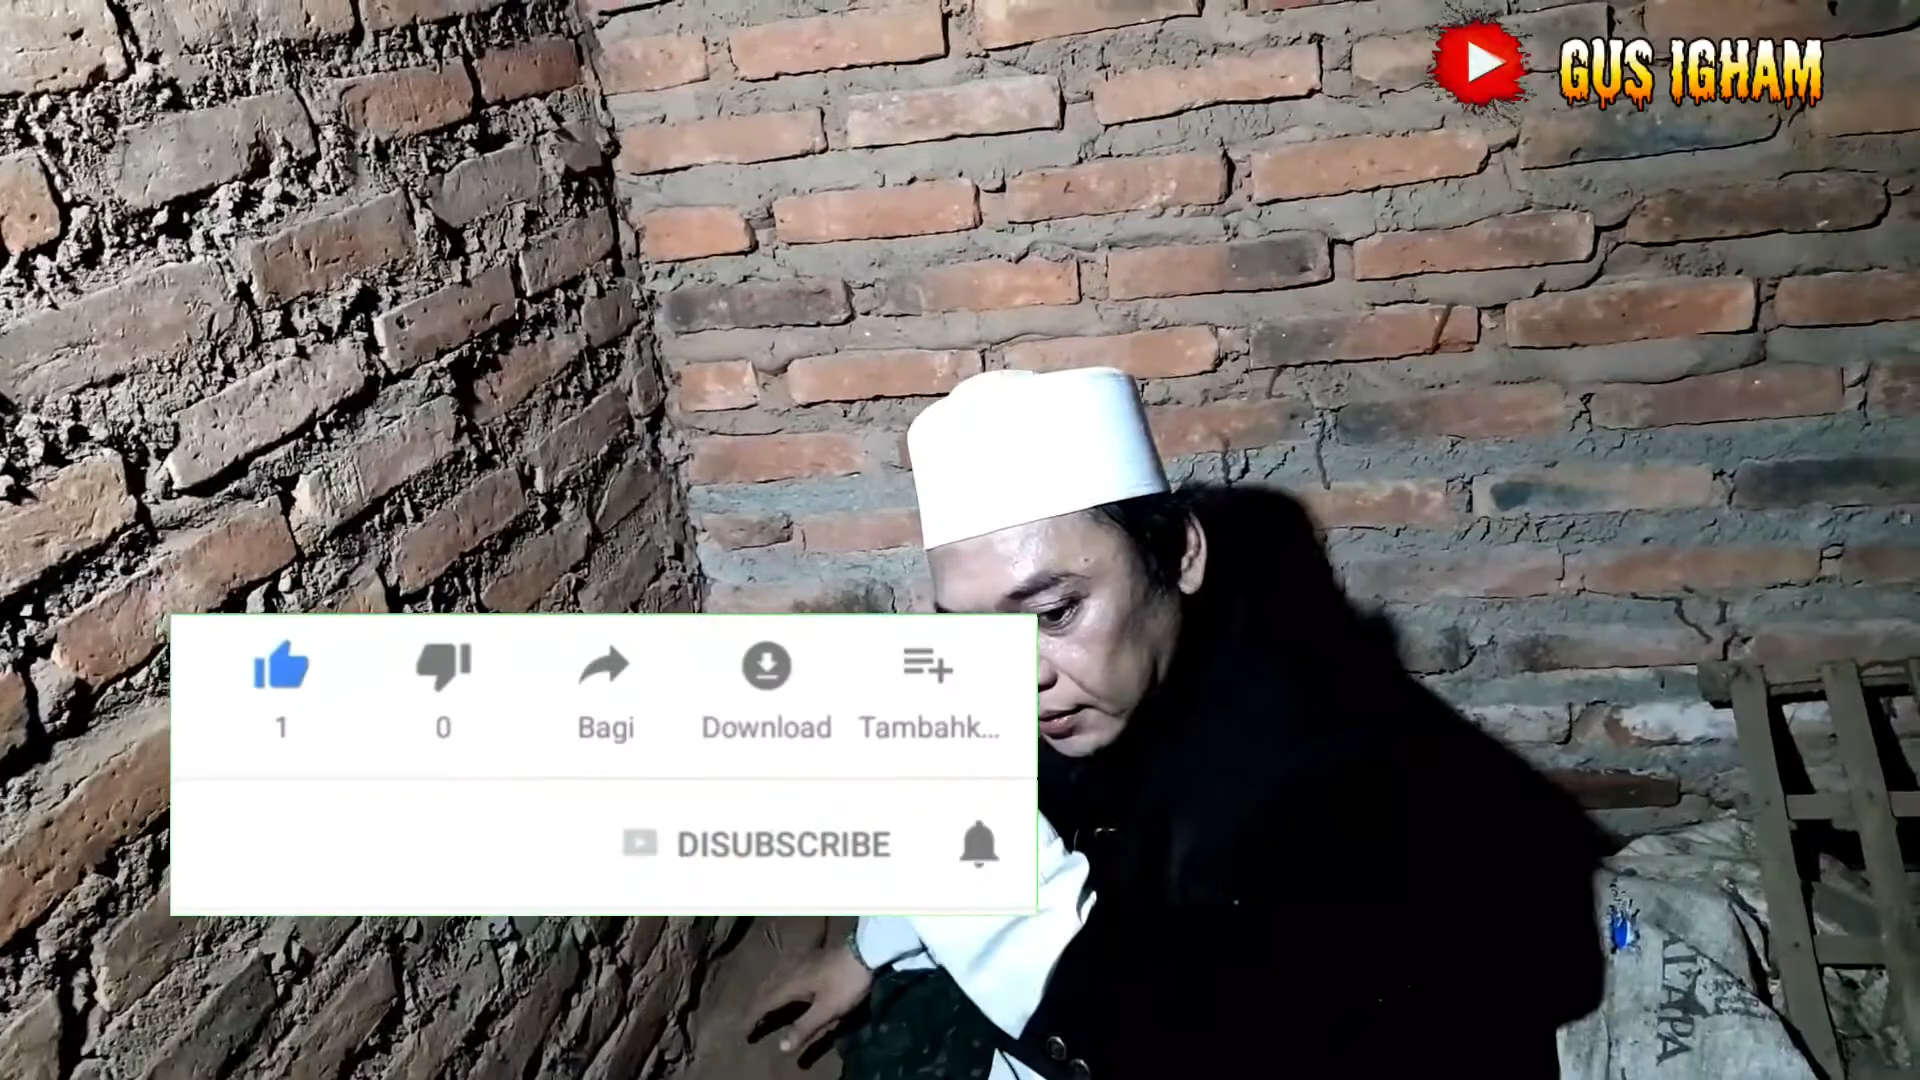 GUS IGHAM
1
0
Bagi
Download
Tambahk...
DISUBSCRIBE